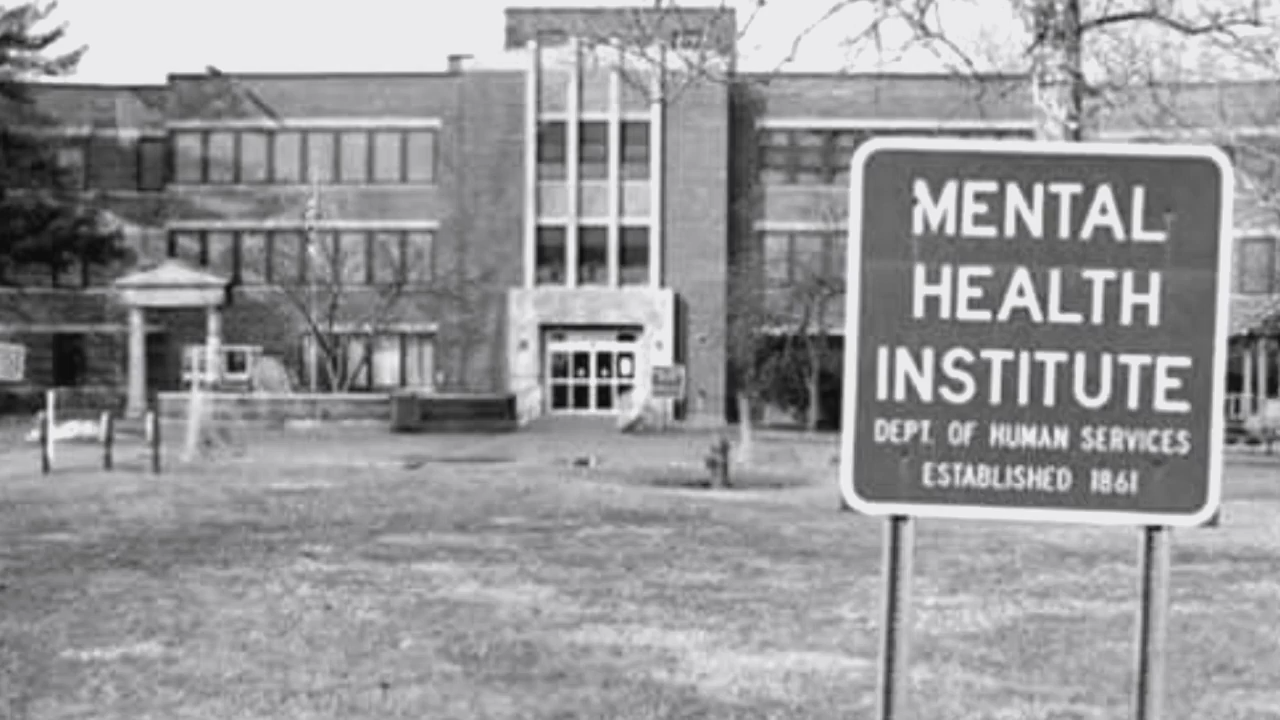 MENTAL
HEALTH
INSTITUTE
DEPT. OF HUMAN SERVICES
ESTABLISHED 1861